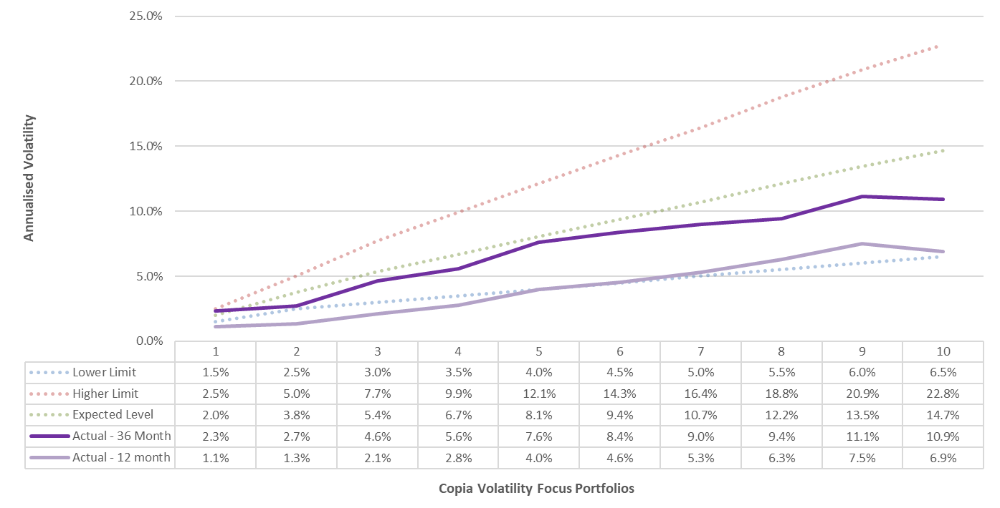 25.0%
20.0%
15.0%
10.0%
5.0%
0.0%
Annualised Volatility
1 2 3 4 5 6 7 8 9 10
Lower Limit 1.5% 2.5% 3.0% 3.5% 4.0% 4.5% 5.0% 5.5% 6.0% 6.5%
Higher Limit 2.5% 5.0% 7.7% 9.9% 12.1% 14.3% 16.4% 18.8% 20.9% 22.8%
Expected Level 2.0% 3.8% 5.4% 6.7% 8.1% 9.4% 10.7% 12.2% 13.5% 14.7%
Actual - 36 Month 2.3% 2.7% 4.6% 5.6% 7.6% 8.4% 9.0% 9.4% 11.1% 10.9%
Actual - 12 month 1.1% 1.3% 2.1% 2.8% 4.0% 4.6% 5.3% 6.3% 7.5% 6.9%
Copia Volatility Focus Portfolios